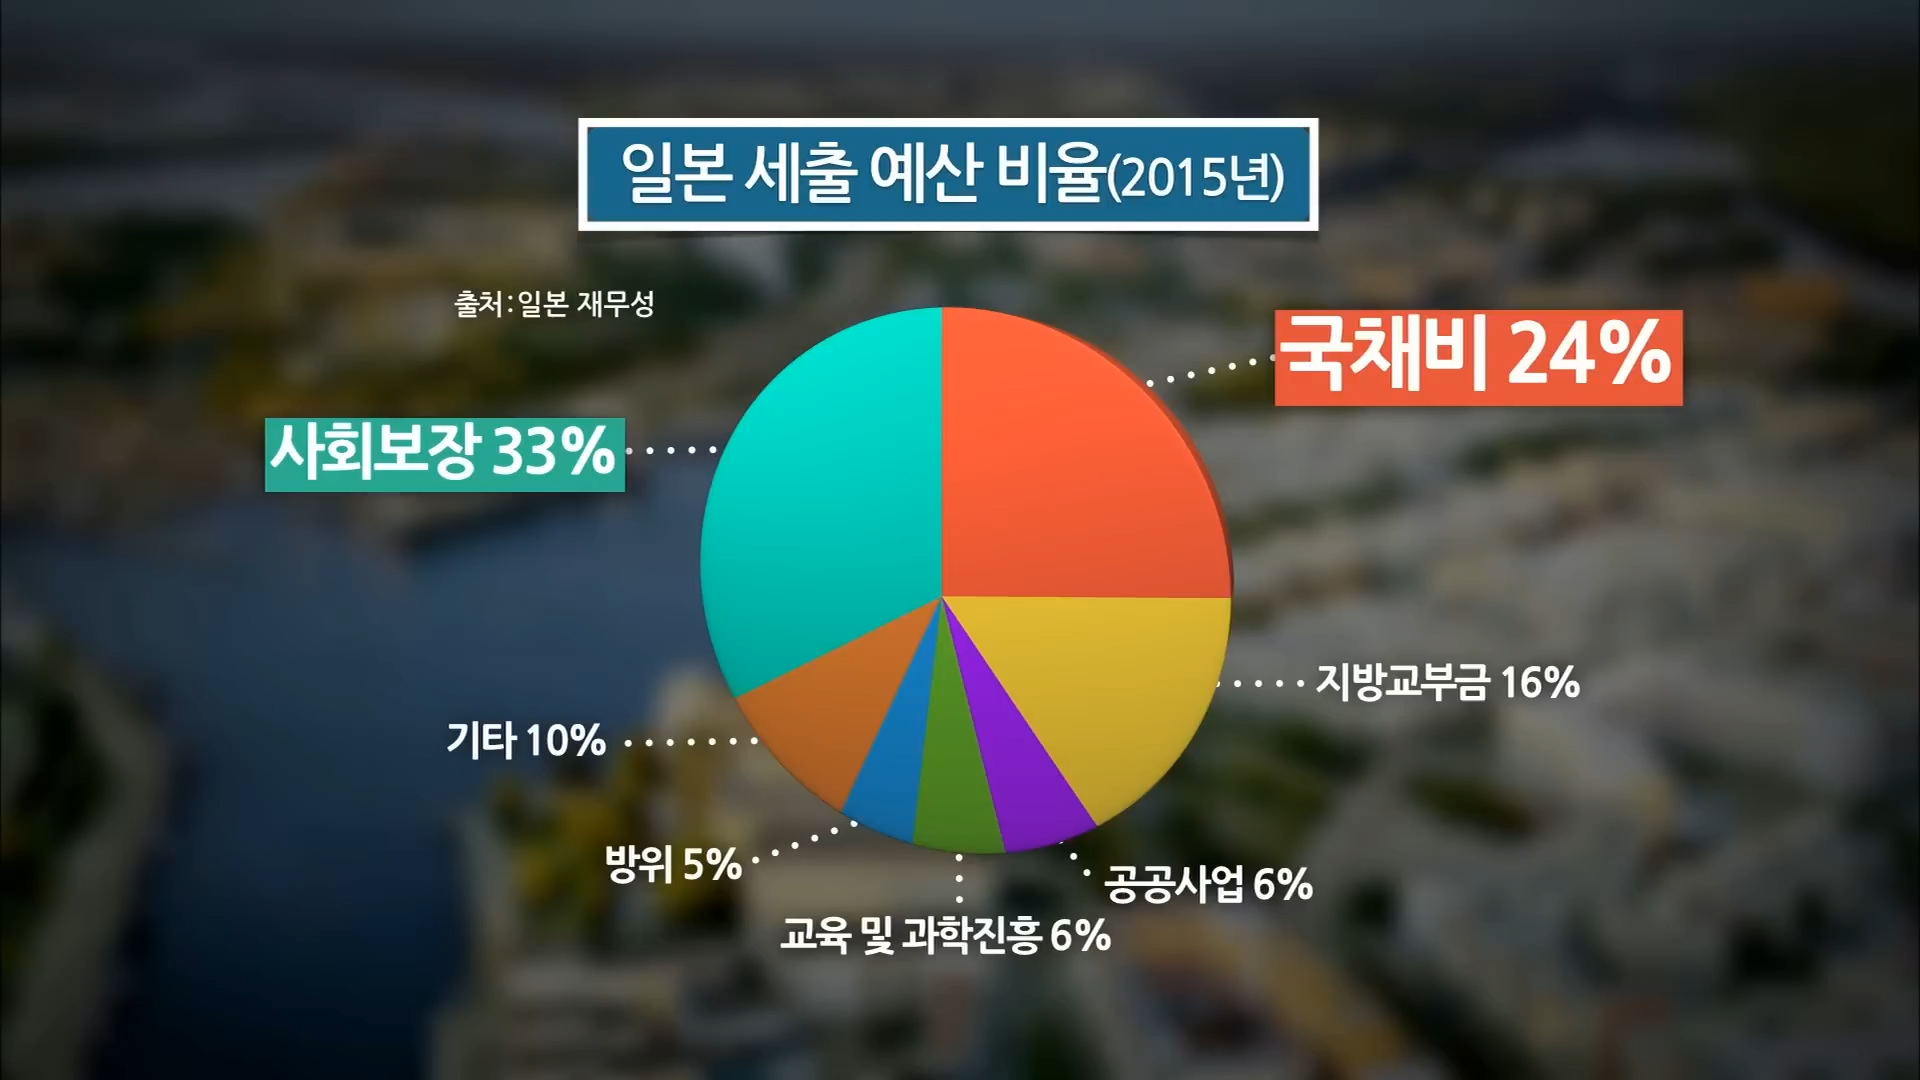 일본 세출 예산 비율(2015년)
출처:일본 재무성
국채비 24%
사회보장 33%
지방교부금 16%
기타 10%
방위 5%
공공사업 6%
교육 및 과학진흥 6%